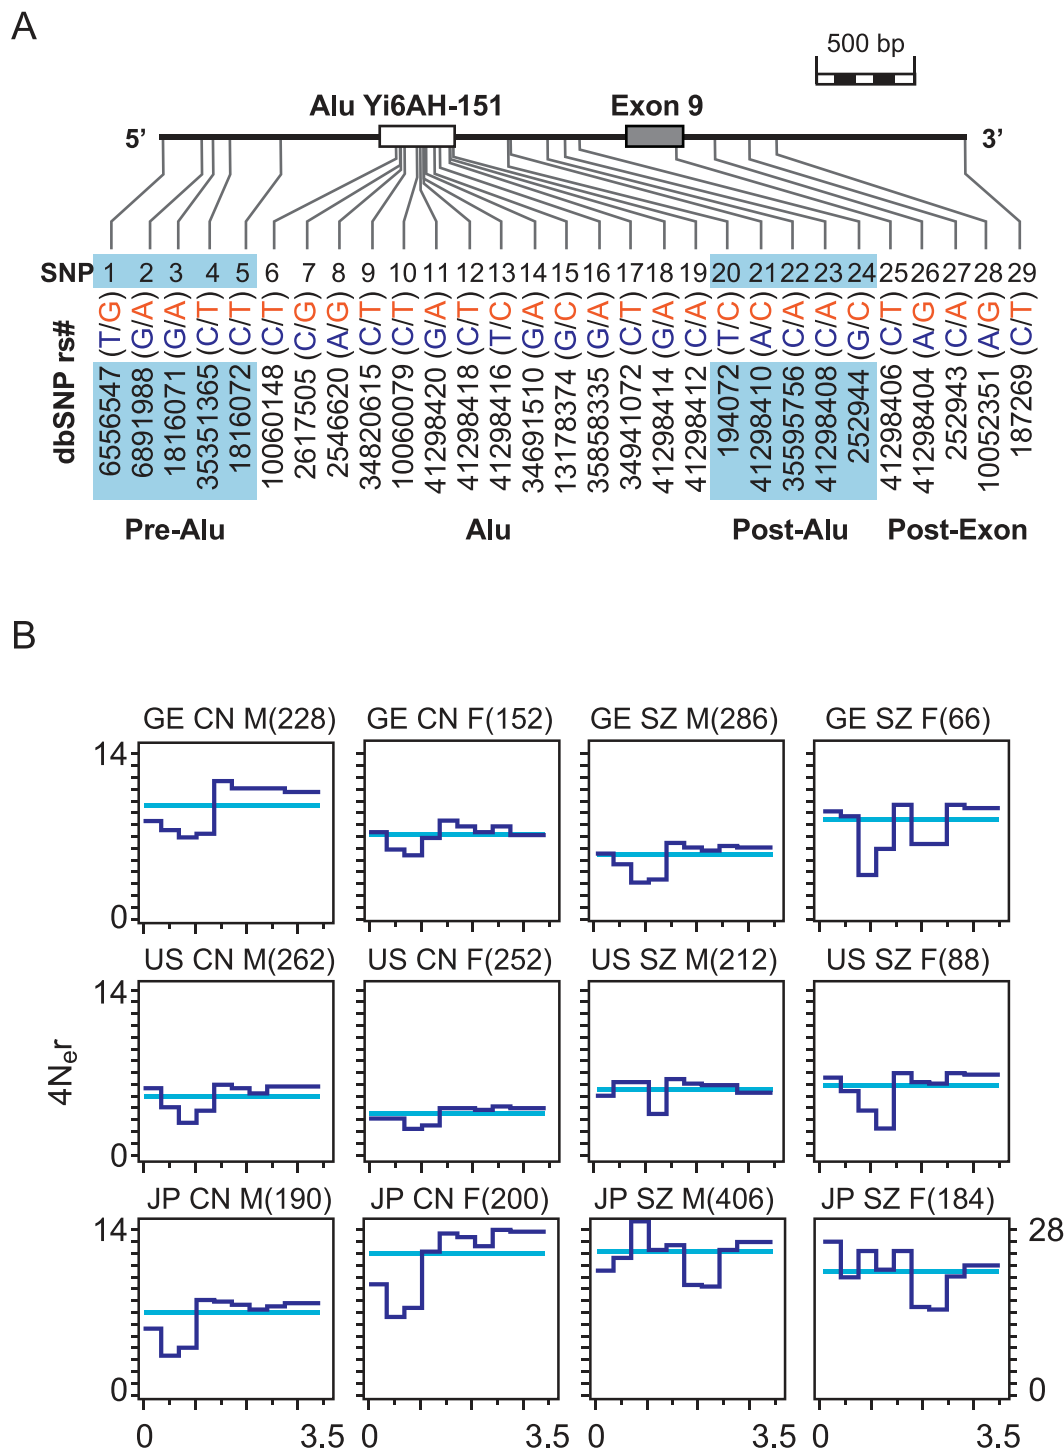 A
500 bp
Alu Yi6AH-151
Exon 9
5’
3’
SNP 1 2 3 4 5 6 7 8 9 10 11 12 13 14 15 16 17 18 19 20 21 22 23 24 25 26 27 28 29
dbSNP rs#
6556547 (T/G)
6891988 (G/A)
1816071 (G/A)
35351365 (C/T)
1816072 (C/T)
10060148 (C/T)
2617505 (C/G)
2546620 (A/G)
34820615 (C/T)
10060079 (C/T)
41298420 (G/A)
41298418 (C/T)
41298416 (T/C)
34691510 (G/A)
13178374 (G/C)
35858335 (G/A)
34941072 (C/T)
41298414 (G/A)
41298412 (C/A)
194072 (T/C)
41298410 (A/C)
35595756 (C/A)
41298408 (C/A)
252944 (G/C)
41298406 (C/T)
41298404 (A/G)
252943 (C/A)
10052351 (A/G)
187269 (C/T)
Pre-Alu
Alu
Post-Alu
Post-Exon
B
GE CN M(228)
GE CN F(152)
GE SZ M(286)
GE SZ F(66)
14
0
US CN M(262)
US CN F(252)
US SZ M(212)
US SZ F(88)
14
4Ner
0
JP CN M(190)
JP CN F(200)
JP SZ M(406)
JP SZ F(184)
14
28
0
0
0 3.5 0 3.5 0 3.5 0 3.5